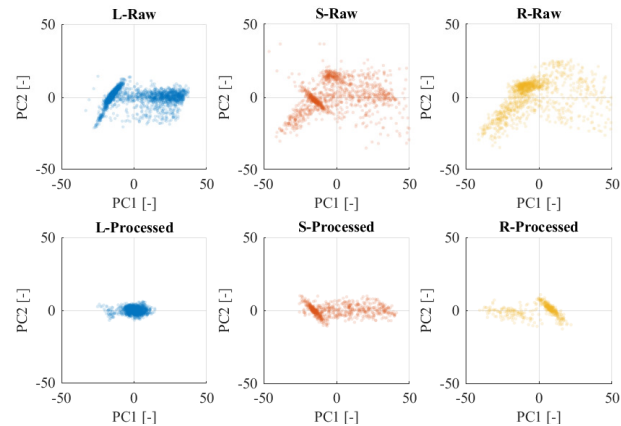 L-Raw S-Raw R-Raw
50 50 50
PC2 [-] PC2 [-] PC2 [-]
0 0 0
-50 -50 -50
-50 0 50 -50 0 50 -50 0 50
PC1 [-] PC1 [-] PC1 [-]
L-Processed S-Processed R-Processed
50 50 50
PC2 [-] PC2 [-] PC2 [-]
0 0 0
-50 -50 -50
-50 0 50 -50 0 50 -50 0 50
PC1 [-] PC1 [-] PC1 [-]